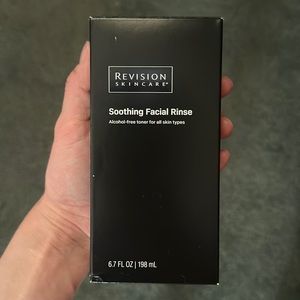 REVISION
SKINCARE®
Soothing Facial Rinse
Alcohol-free toner for all skin types
6.7 FL OZ | 198 mL